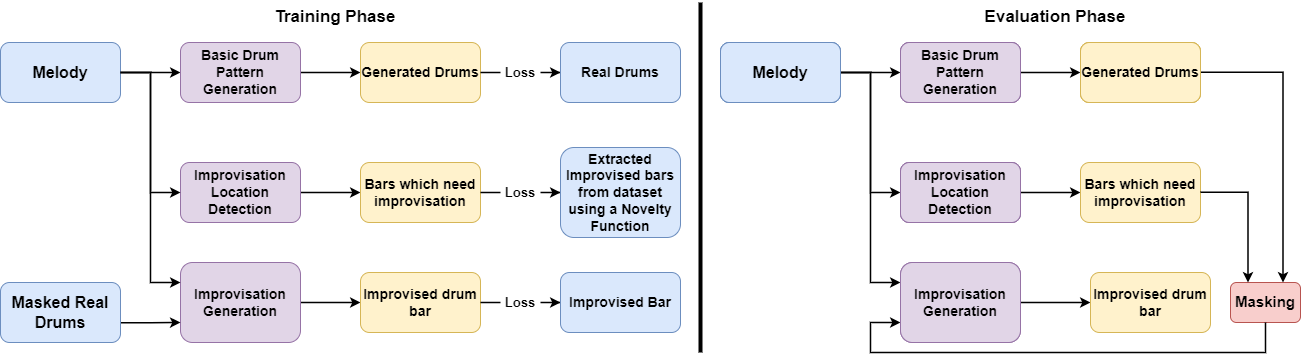 Training Phase
Melody
Basic Drum
Pattern
Generation
Generated Drums
Loss
Real Drums
Improvisation
Location
Detection
Bars which need
improvisation
Loss
Extracted
Improvised bars
from dataset
using a Novelty
Function
Masked Real
Drums
Improvisation
Generation
Improvised drum
bar
Loss
Improvised Bar
Evaluation Phase
Melody
Basic Drum
Pattern
Generation
Generated Drums
Improvisation
Location
Detection
Bars which need
improvisation
Improvisation
Generation
Improvised drum
bar
Masking